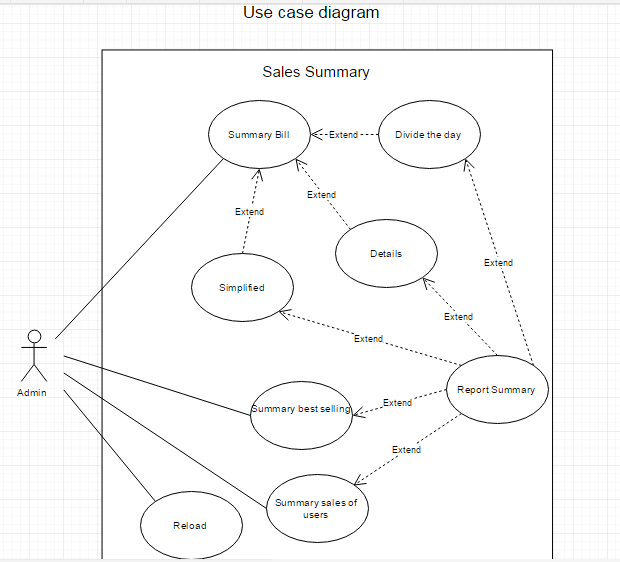 Use case diagram
Sales Summary
Summary Bill
Extend
Divide the day
Extend
Extend
Details
Extend
Simplified
Extend
Extend
Admin
Report Summary
Summary best selling
Extend
Extend
Summary sales of
users
Reload